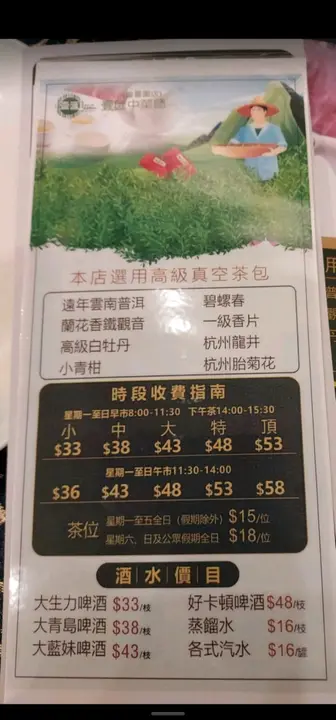 本店選用高級真空茶包
遠年雲南普洱 碧螺春
蘭花香鐵觀音 一級香片
高級白牡丹 杭州龍井
小青柑 杭州胎菊花
時段收費指南
星期一至日早市8:00-11:30 下午茶14:00-15:30
小 中 大 特 頂
$33 $38 $43 $48 $53
星期一至日午市11:30-14:00
$36 $43 $48 $53 $58
茶位 星期一至五全日(假期除外) $15/位
星期六、日及公眾假期全日 $18/位
酒水價目
大生力啤酒 $33/枝 好卡頓啤酒 $48/枝
大青島啤酒 $38/枝 蒸餾水 $16/枝
大藍妹啤酒 $43/枝 各式汽水 $16/罐